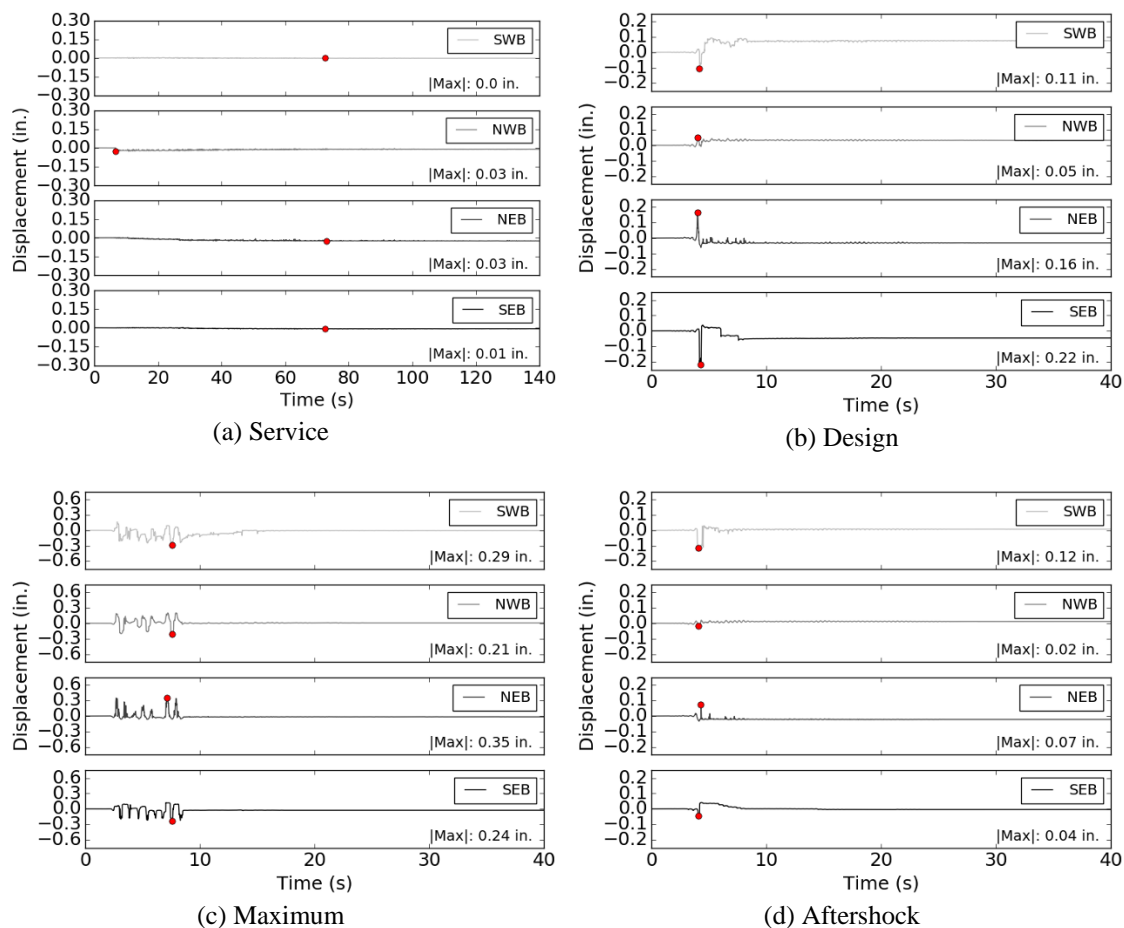 Displacement (in.)
0.30
0.15
0.00
−0.15
−0.30
SWB
|Max|: 0.0 in.
0.30
0.15
0.00
−0.15
−0.30
NWB
|Max|: 0.03 in.
0.30
0.15
0.00
−0.15
−0.30
NEB
|Max|: 0.03 in.
0.30
0.15
0.00
−0.15
−0.30
SEB
|Max|: 0.01 in.
0 20 40 60 80 100 120 140
Time (s)
(a) Service
Displacement (in.)
0.2
0.1
0.0
−0.1
−0.2
SWB
|Max|: 0.11 in.
0.2
0.1
0.0
−0.1
−0.2
NWB
|Max|: 0.05 in.
0.2
0.1
0.0
−0.1
−0.2
NEB
|Max|: 0.16 in.
0.2
0.1
0.0
−0.1
−0.2
SEB
|Max|: 0.22 in.
0 10 20 30 40
Time (s)
(b) Design
Displacement (in.)
0.6
0.3
0.0
−0.3
−0.6
SWB
|Max|: 0.29 in.
0.6
0.3
0.0
−0.3
−0.6
NWB
|Max|: 0.21 in.
0.6
0.3
0.0
−0.3
−0.6
NEB
|Max|: 0.35 in.
0.6
0.3
0.0
−0.3
−0.6
SEB
|Max|: 0.24 in.
0 10 20 30 40
Time (s)
(c) Maximum
Displacement (in.)
0.2
0.1
0.0
−0.1
−0.2
SWB
|Max|: 0.12 in.
0.2
0.1
0.0
−0.1
−0.2
NWB
|Max|: 0.02 in.
0.2
0.1
0.0
−0.1
−0.2
NEB
|Max|: 0.07 in.
0.2
0.1
0.0
−0.1
−0.2
SEB
|Max|: 0.04 in.
0 10 20 30 40
Time (s)
(d) Aftershock